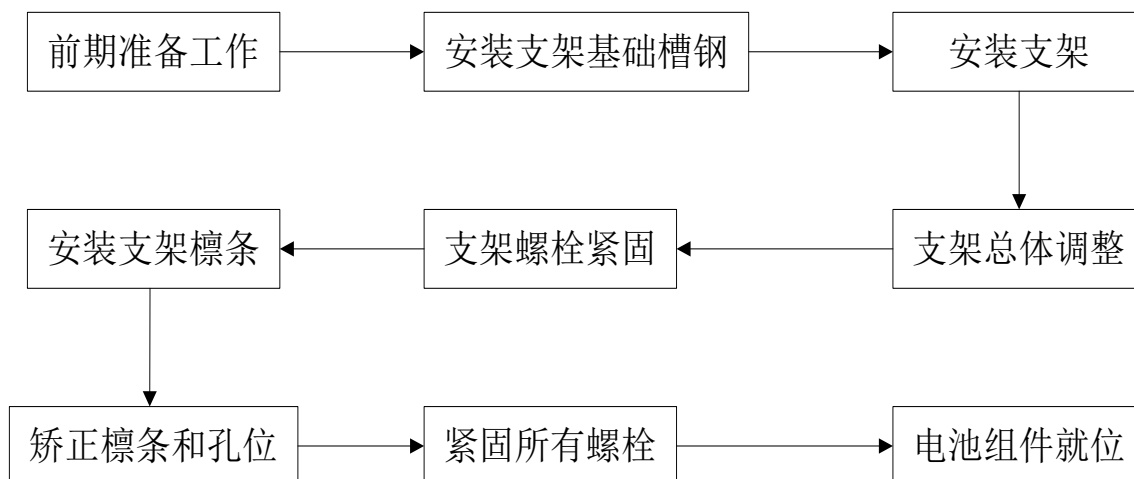 前期准备工作
安装支架基础槽钢
安装支架
支架总体调整
支架螺栓紧固
安装支架檩条
矫正檩条和孔位
紧固所有螺栓
电池组件就位